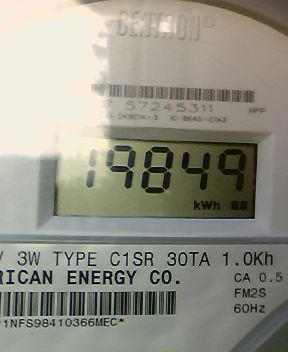 CENTRON®
57245311 HPP
19849
kWh
V 3W TYPE C1SR 30TA 1.0Kh
RICAN ENERGY CO. CA 0.5
FM2S
*1NFS98410366MEC* 60Hz